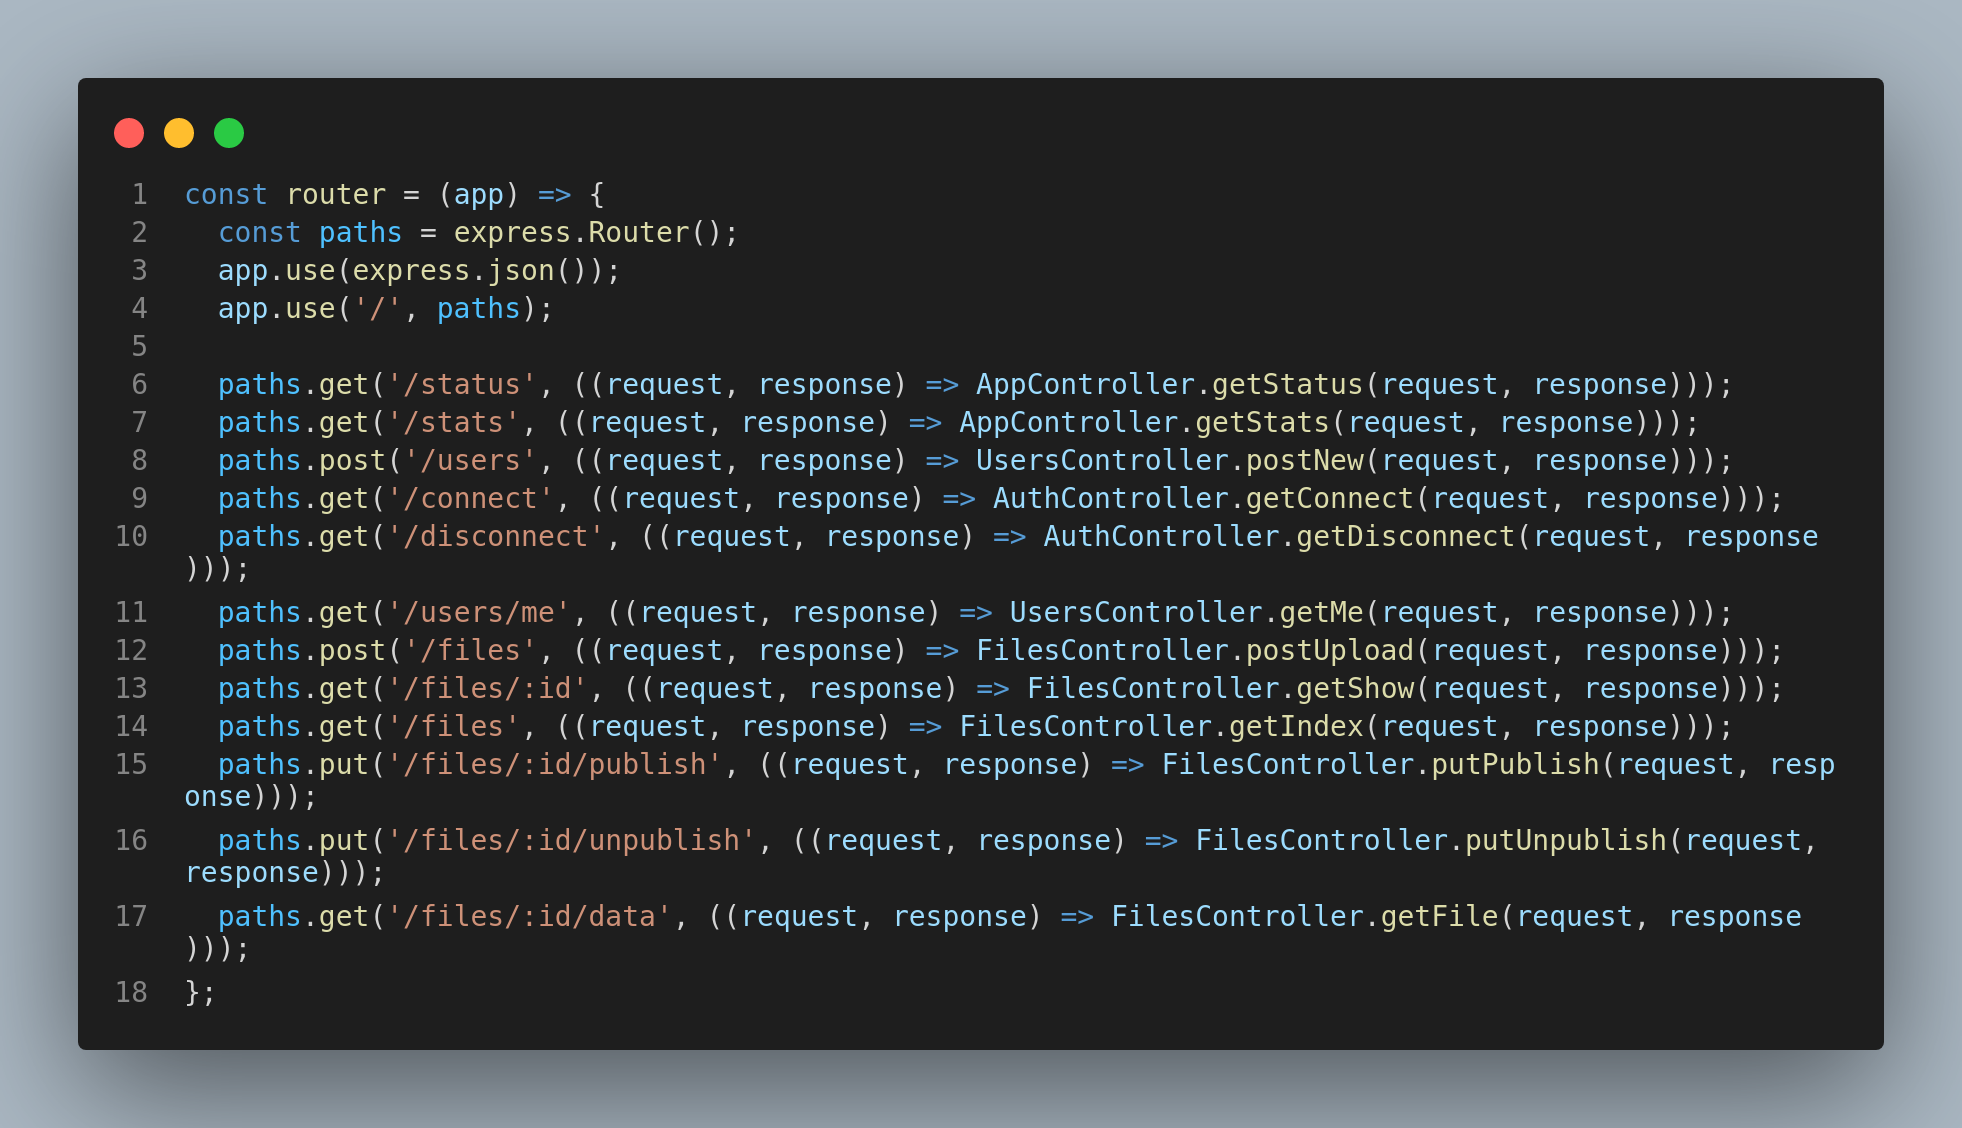 1 const router = (app) => {
2   const paths = express.Router();
3   app.use(express.json());
4   app.use('/', paths);
5
6   paths.get('/status', ((request, response) => AppController.getStatus(request, response)));
7   paths.get('/stats', ((request, response) => AppController.getStats(request, response)));
8   paths.post('/users', ((request, response) => UsersController.postNew(request, response)));
9   paths.get('/connect', ((request, response) => AuthController.getConnect(request, response)));
10   paths.get('/disconnect', ((request, response) => AuthController.getDisconnect(request, response
)));
11   paths.get('/users/me', ((request, response) => UsersController.getMe(request, response)));
12   paths.post('/files', ((request, response) => FilesController.postUpload(request, response)));
13   paths.get('/files/:id', ((request, response) => FilesController.getShow(request, response)));
14   paths.get('/files', ((request, response) => FilesController.getIndex(request, response)));
15   paths.put('/files/:id/publish', ((request, response) => FilesController.putPublish(request, resp
onse)));
16   paths.put('/files/:id/unpublish', ((request, response) => FilesController.putUnpublish(request,
response)));
17   paths.get('/files/:id/data', ((request, response) => FilesController.getFile(request, response
)));
18 };